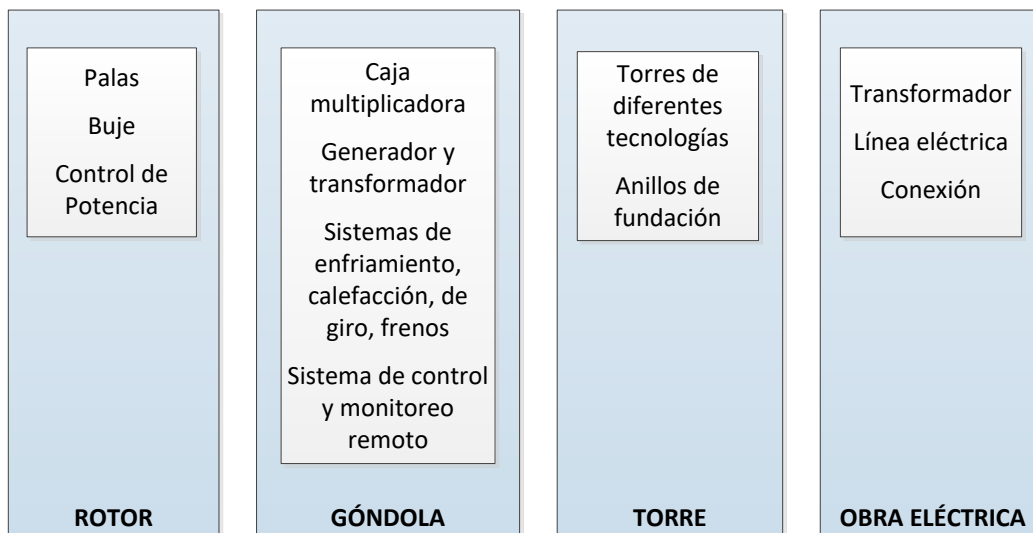 Palas
Buje
Control de
Potencia
ROTOR
Caja
multiplicadora
Generador y
transformador
Sistemas de
enfriamiento,
calefacción, de
giro, frenos
Sistema de control
y monitoreo
remoto
GÓNDOLA
Torres de
diferentes
tecnologías
Anillos de
fundación
TORRE
Transformador
Línea eléctrica
Conexión
OBRA ELÉCTRICA